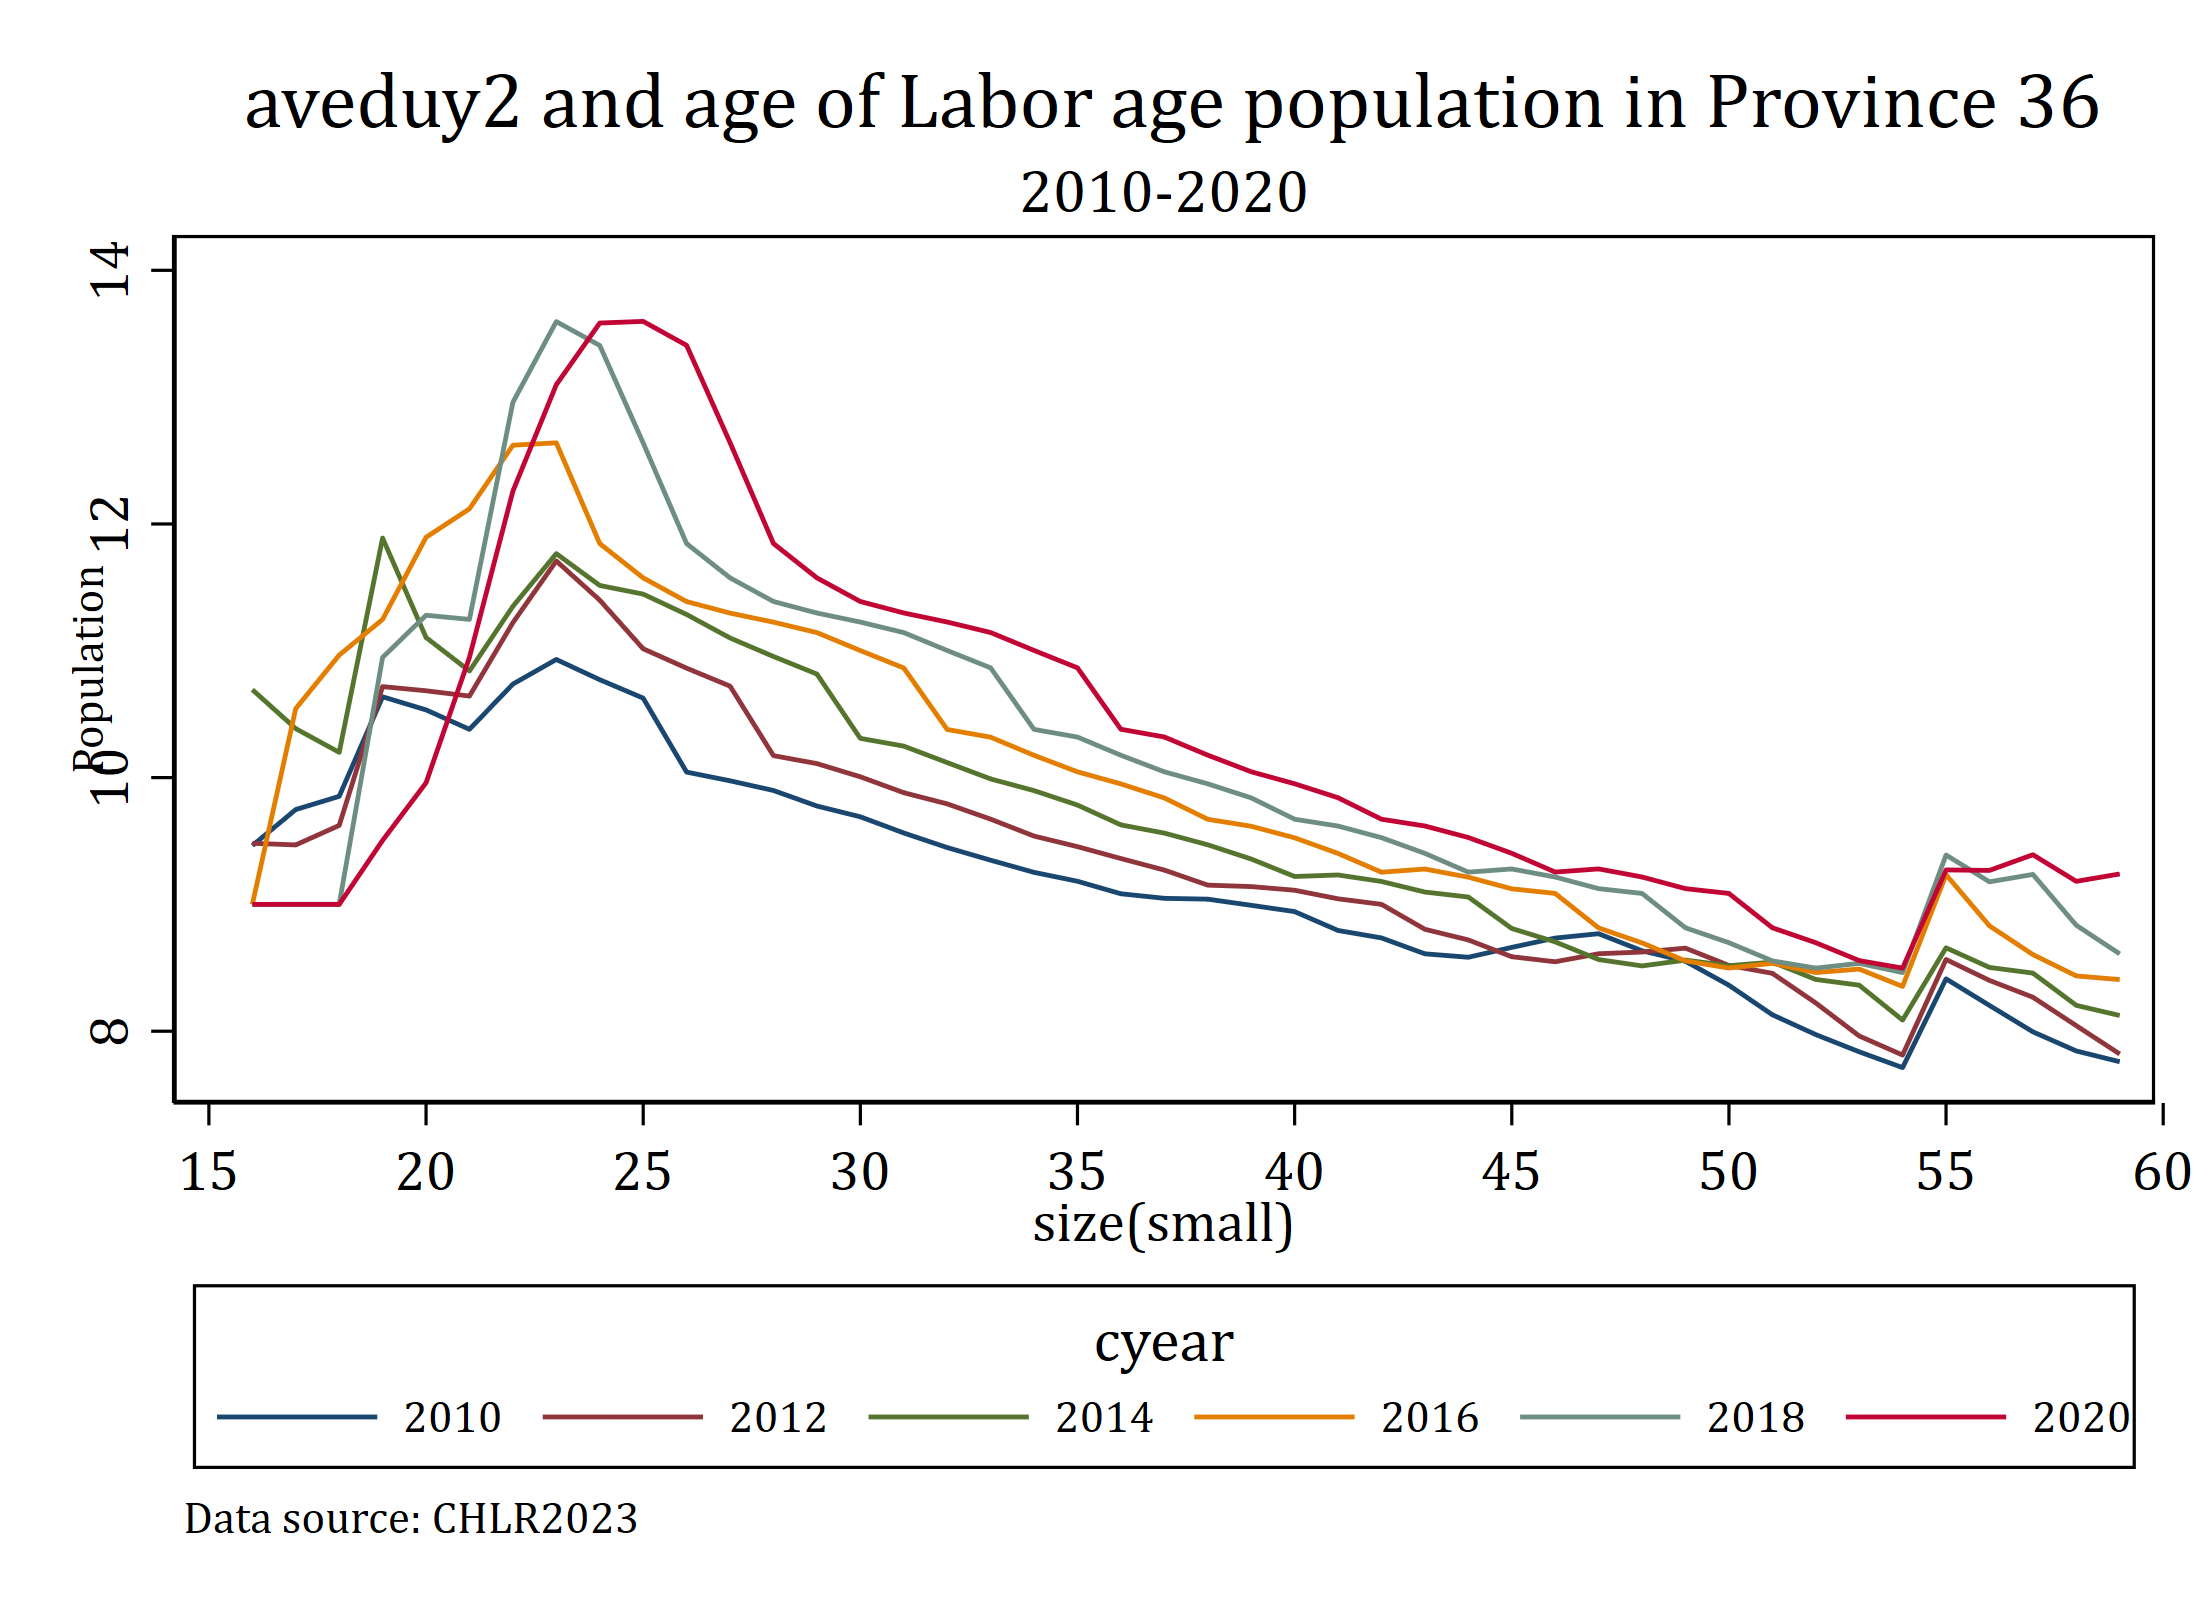 aveduy2 and age of Labor age population in Province 36
2010-2020
Population
14
12
10
8
15 20 25 30 35 40 45 50 55 60
size(small)
cyear
2010 2012 2014 2016 2018 2020
Data source: CHLR2023